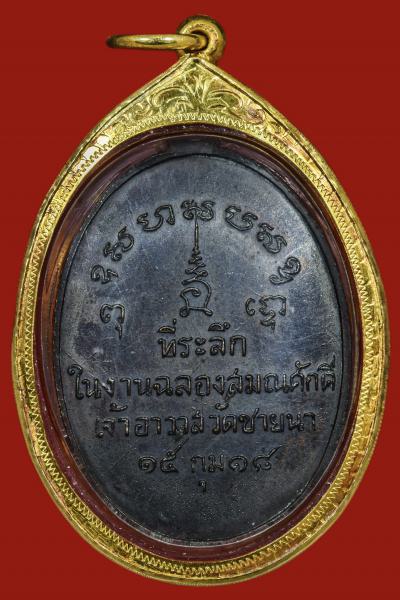 ที่ระลึก
ในงานฉลองสมณศักดิ์
เจ้าอาวาสวัดชายนา
๑๕ กุม ๑๘